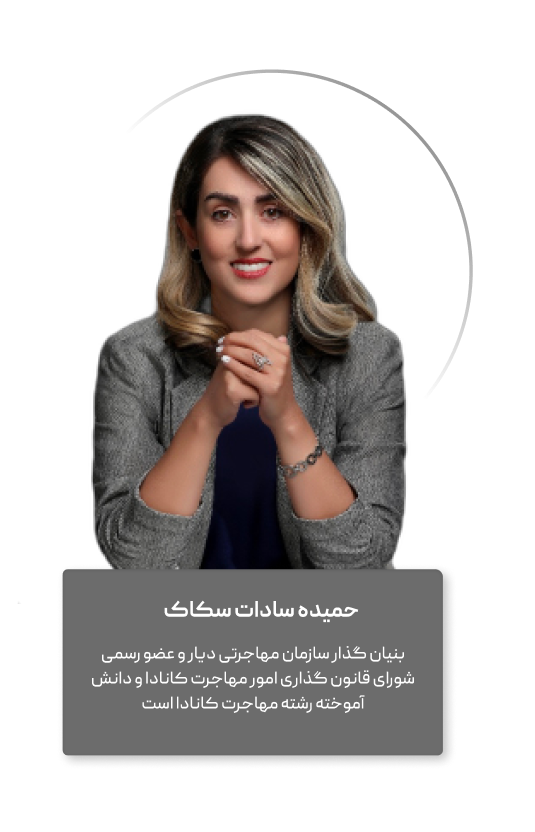 حمیده سادات سکاک
بنیان گذار سازمان مهاجرتی دیار و عضو رسمی
شورای قانون گذاری امور مهاجرت کانادا و دانش
آموخته رشته مهاجرت کانادا است